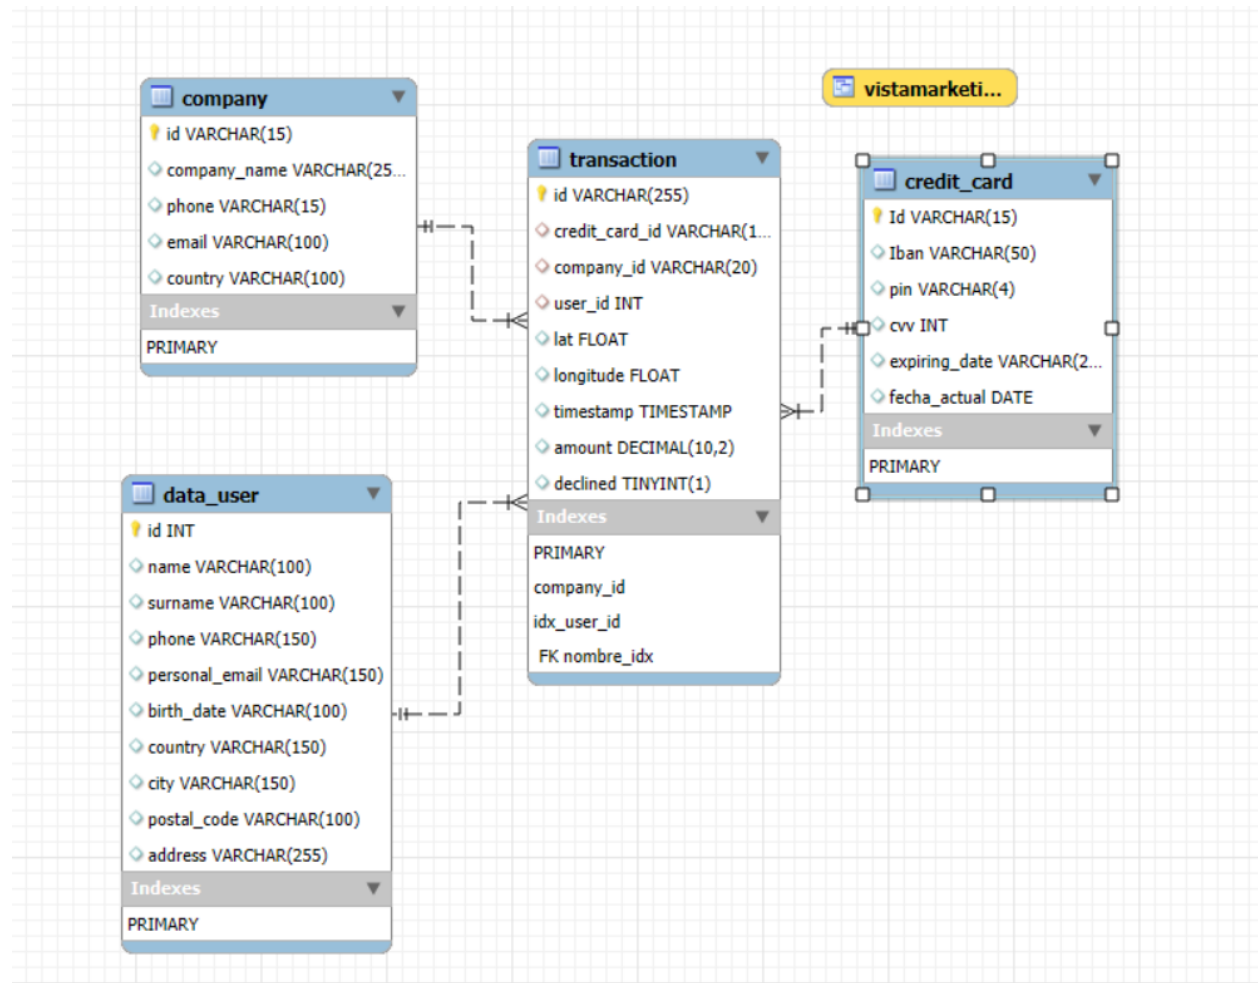 company
id VARCHAR(15)
company_name VARCHAR(25...
phone VARCHAR(15)
email VARCHAR(100)
country VARCHAR(100)
Indexes
PRIMARY
vistamarketi...
transaction
id VARCHAR(255)
credit_card_id VARCHAR(1...
company_id VARCHAR(20)
user_id INT
lat FLOAT
longitude FLOAT
timestamp TIMESTAMP
amount DECIMAL(10,2)
declined TINYINT(1)
Indexes
PRIMARY
company_id
idx_user_id
FK nombre_idx
credit_card
Id VARCHAR(15)
Iban VARCHAR(50)
pin VARCHAR(4)
cvv INT
expiring_date VARCHAR(2...
fecha_actual DATE
Indexes
PRIMARY
data_user
id INT
name VARCHAR(100)
surname VARCHAR(100)
phone VARCHAR(150)
personal_email VARCHAR(150)
birth_date VARCHAR(100)
country VARCHAR(150)
city VARCHAR(150)
postal_code VARCHAR(100)
address VARCHAR(255)
Indexes
PRIMARY